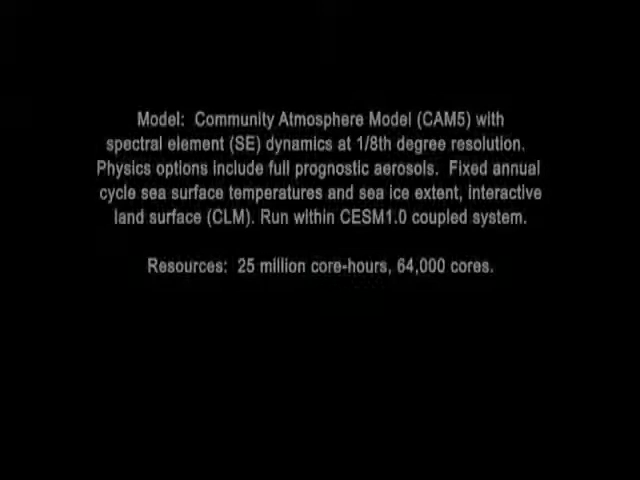 Model:  Community Atmosphere Model (CAM5) with
spectral element (SE) dynamics at 1/8th degree resolution.
Physics options include full prognostic aerosols.  Fixed annual
cycle sea surface temperatures and sea ice extent, interactive
land surface (CLM). Run within CESM1.0 coupled system.
Resources:  25 million core-hours, 64,000 cores.